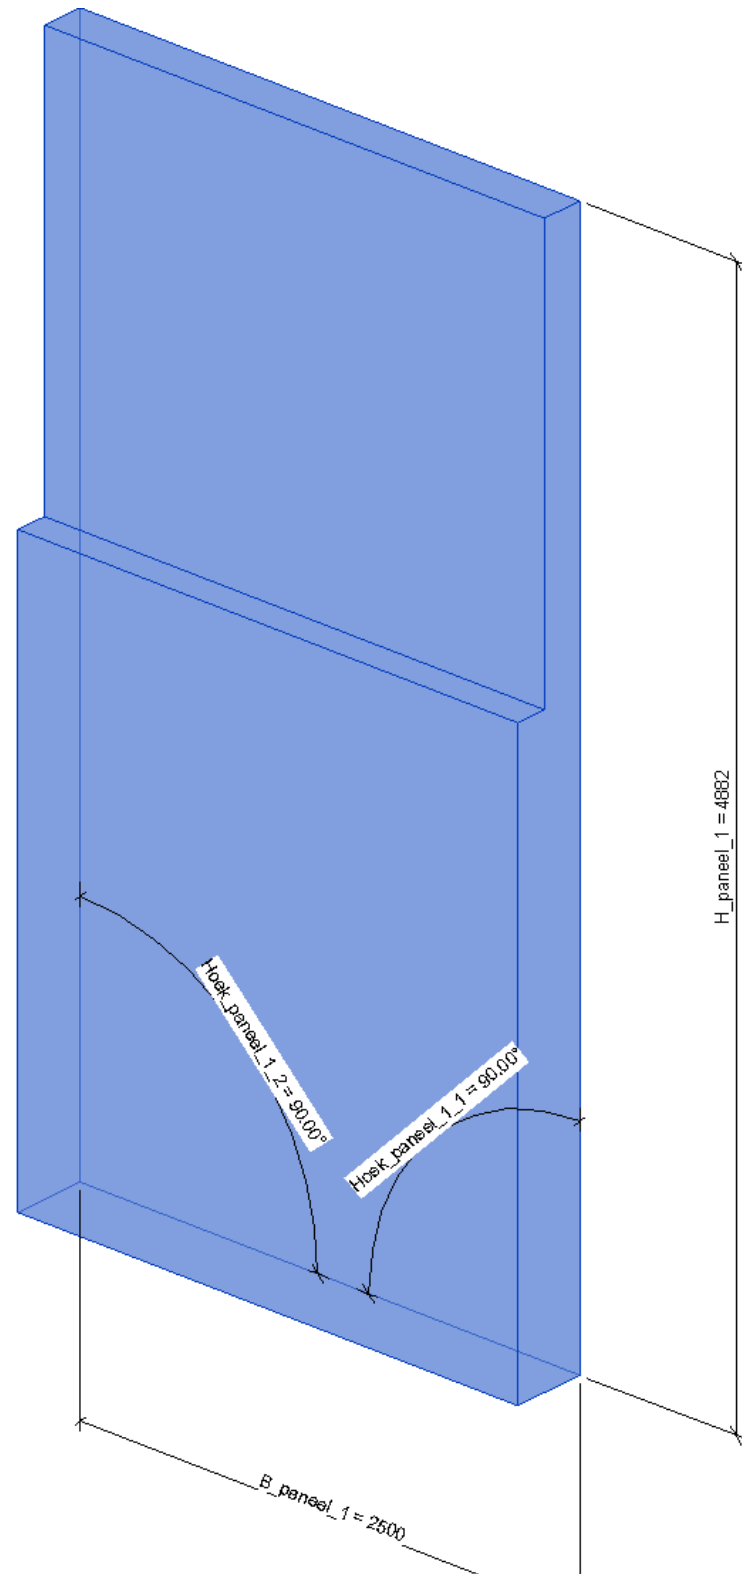 H_paneel_1 = 4882
Hoek_paneel_1_2 = 90.00°
Hoek_paneel_1_1 = 90.00°
B_paneel_1 = 2500